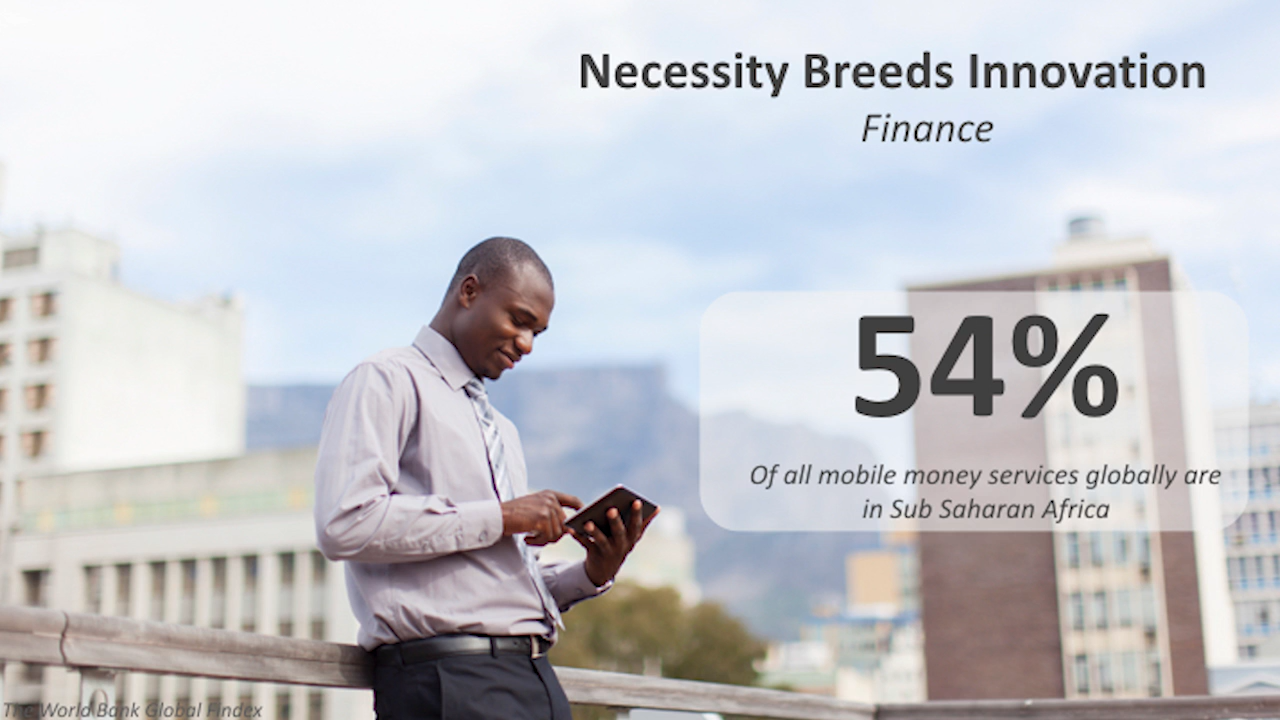 Necessity Breeds Innovation
Finance
54%
Of all mobile money services globally are
in Sub Saharan Africa
The World Bank Global Findex